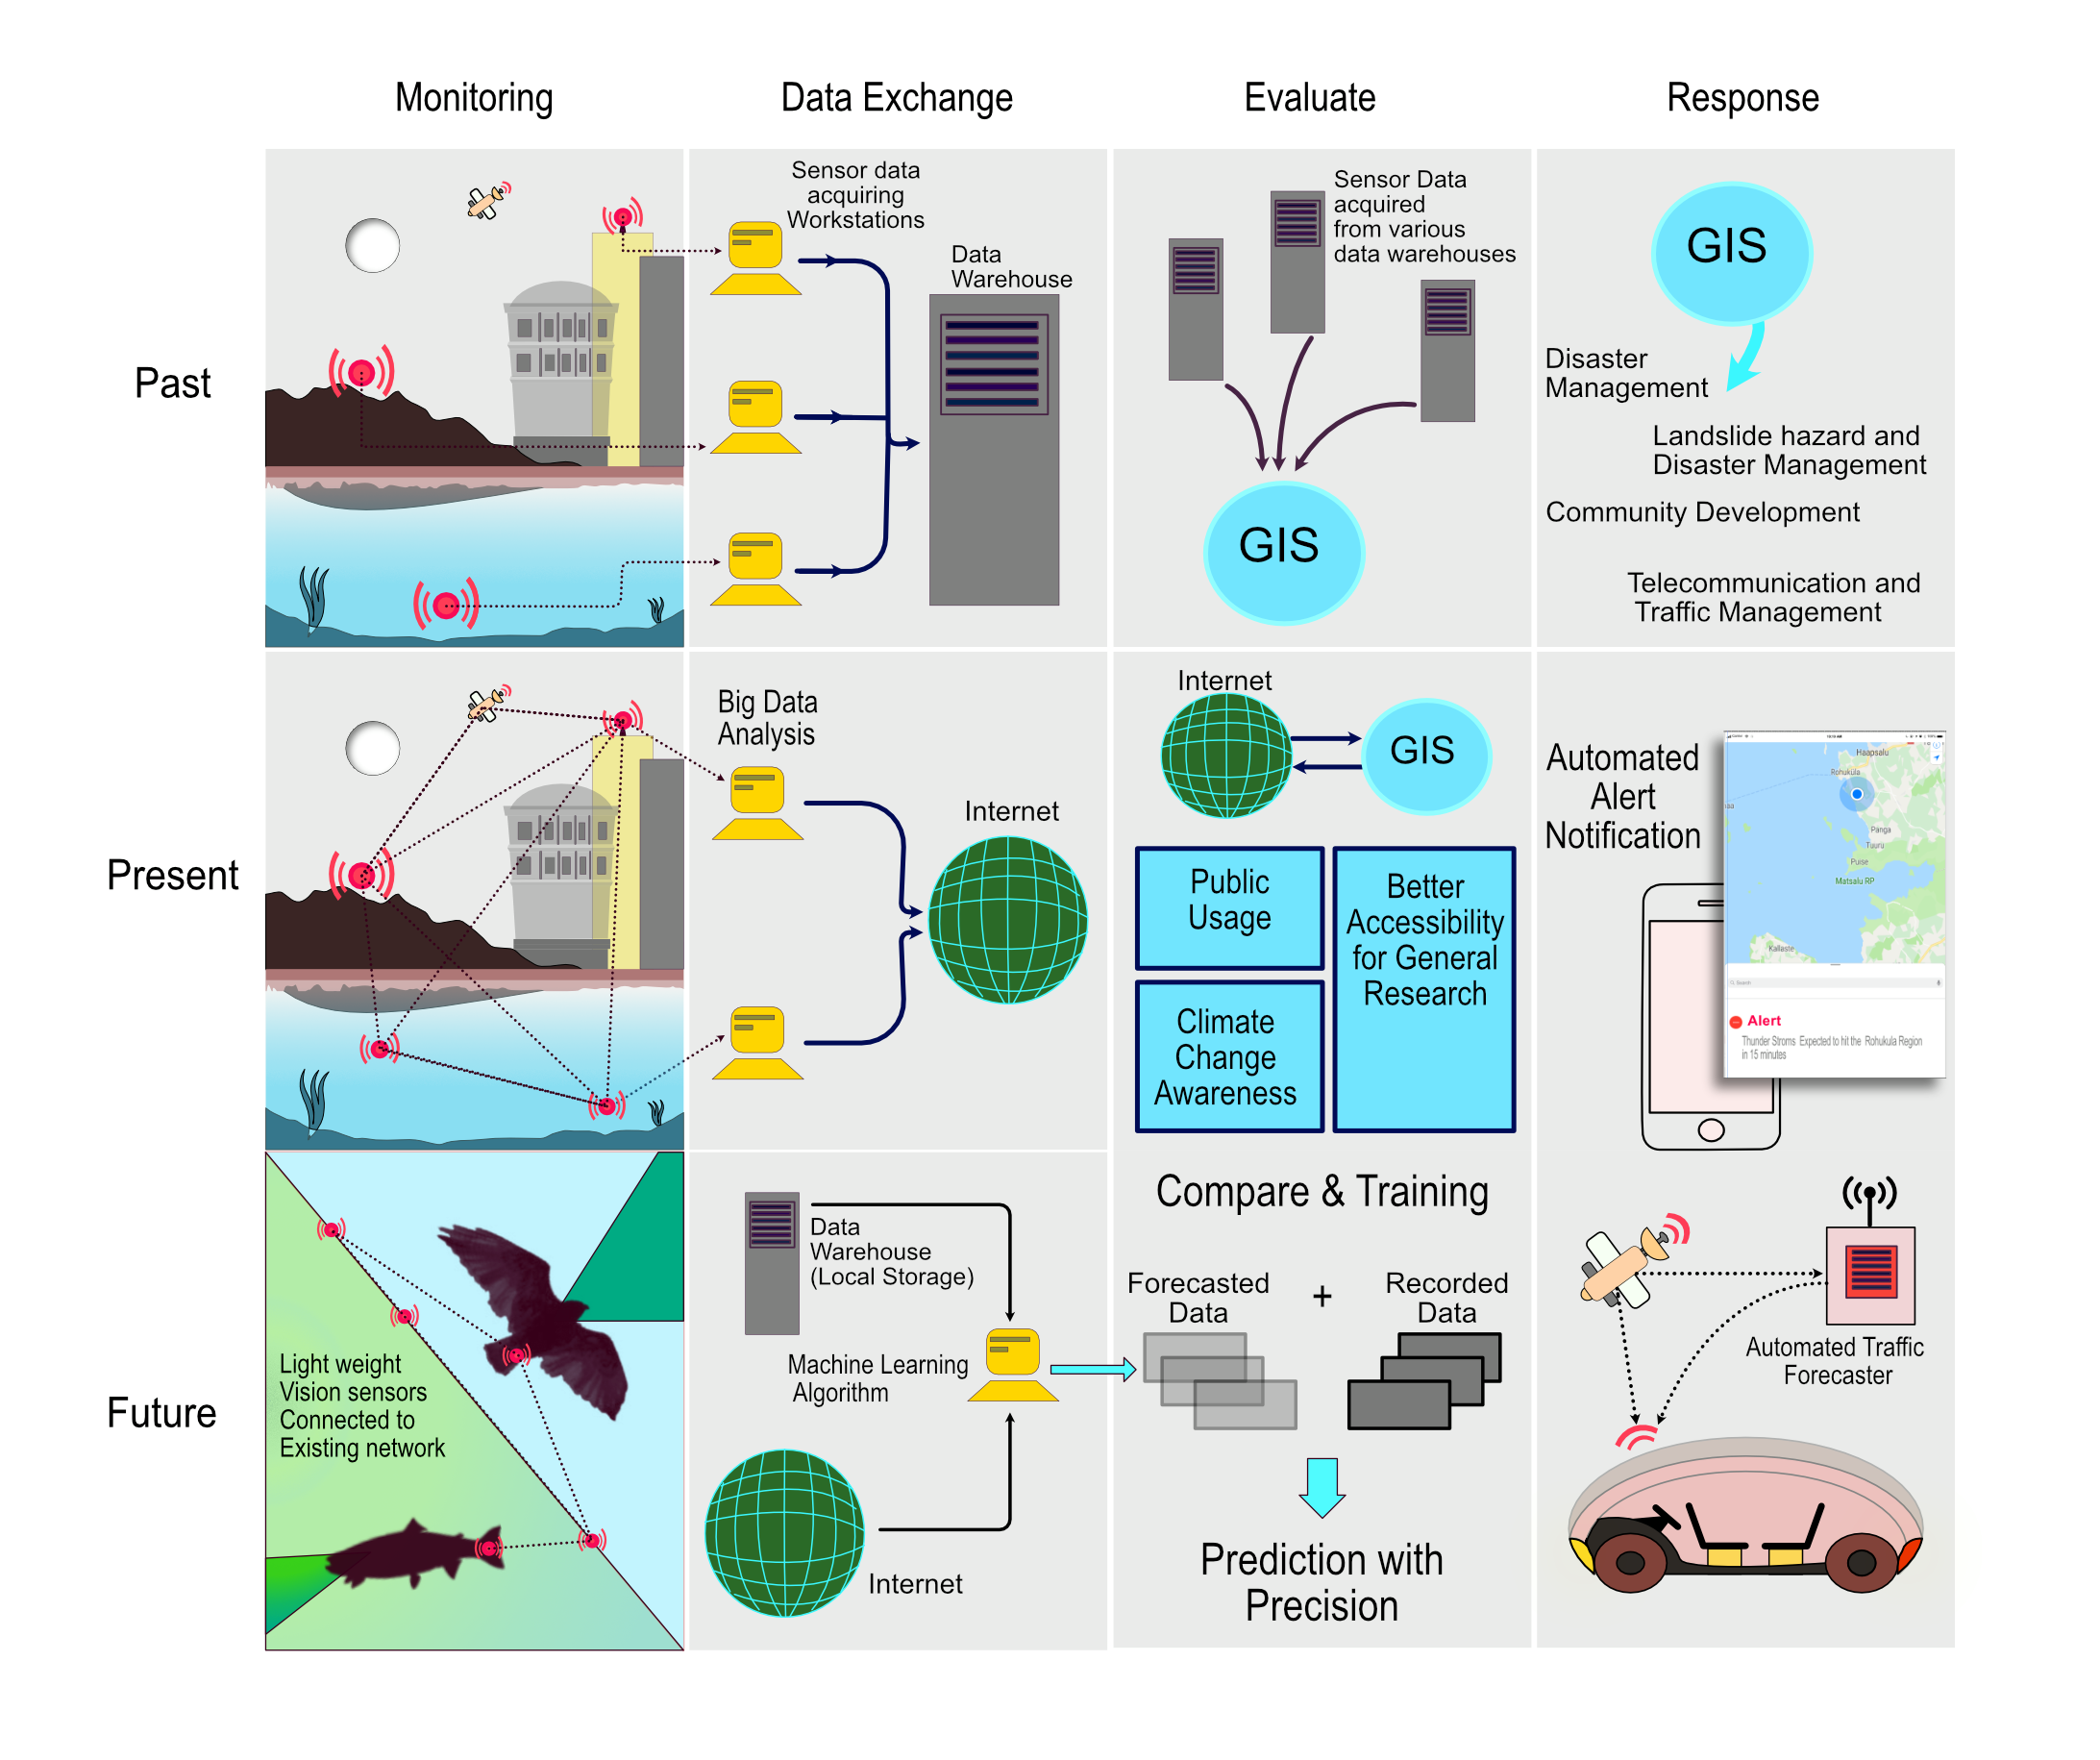 Monitoring
Data Exchange
Evaluate
Response
Past
Sensor data
acquiring
Workstations
Data
Warehouse
Sensor Data
acquired
from various
data warehouses
GIS
GIS
Disaster
Management
Landslide hazard and
Disaster Management
Community Development
Telecommunication and
Traffic Management
Present
Big Data
Analysis
Internet
Internet
GIS
Public
Usage
Better
Accessibility
for General
Research
Climate
Change
Awareness
Automated
Alert
Notification
Haapsalu
Rohuküla
Panga
Tuuru
Puise
Matsalu RP
Kallaste
Search
Alert
Thunder Stroms Expected to hit the Rohukula Region
in 15 minutes
Future
Light weight
Vision sensors
Connected to
Existing network
Data
Warehouse
(Local Storage)
Machine Learning
Algorithm
Internet
Compare & Training
Forecasted
Data
+
Recorded
Data
Prediction with
Precision
Automated Traffic
Forecaster